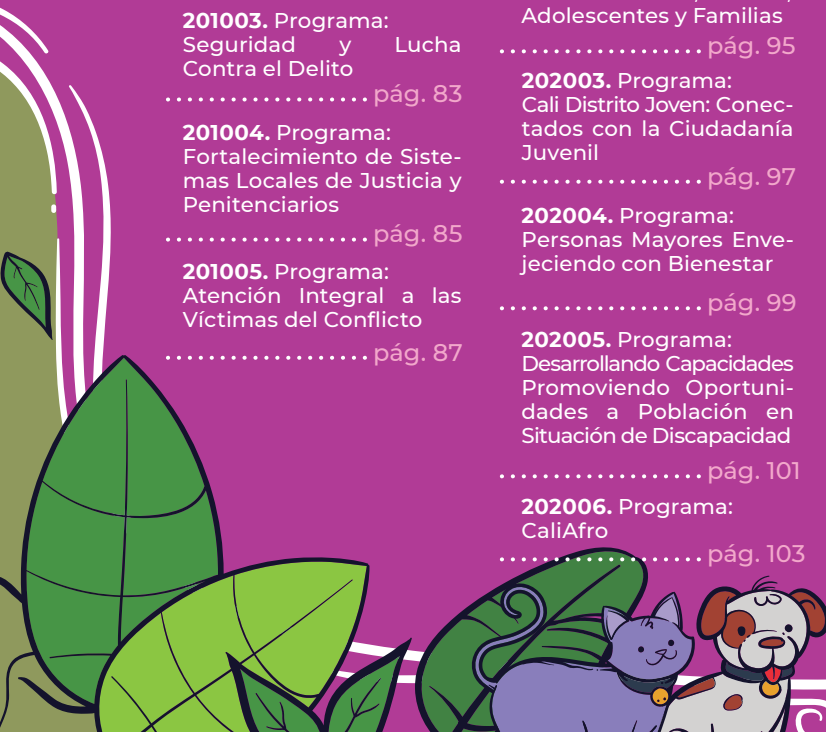 201003. Programa:
Seguridad y Lucha
Contra el Delito
.................... pág. 83
201004. Programa:
Fortalecimiento de Siste-
mas Locales de Justicia y
Penitenciarios
.................... pág. 85
201005. Programa:
Atención Integral a las
Víctimas del Conflicto
.................... pág. 87
Adolescentes y Familias
.................... pág. 95
202003. Programa:
Cali Distrito Joven: Conec-
tados con la Ciudadanía
Juvenil
.................... pág. 97
202004. Programa:
Personas Mayores Enve-
jeciendo con Bienestar
.................... pág. 99
202005. Programa:
Desarrollando Capacidades
Promoviendo Oportuni-
dades a Población en
Situación de Discapacidad
.................... pág. 101
202006. Programa:
CaliAfro
.................... pág. 103